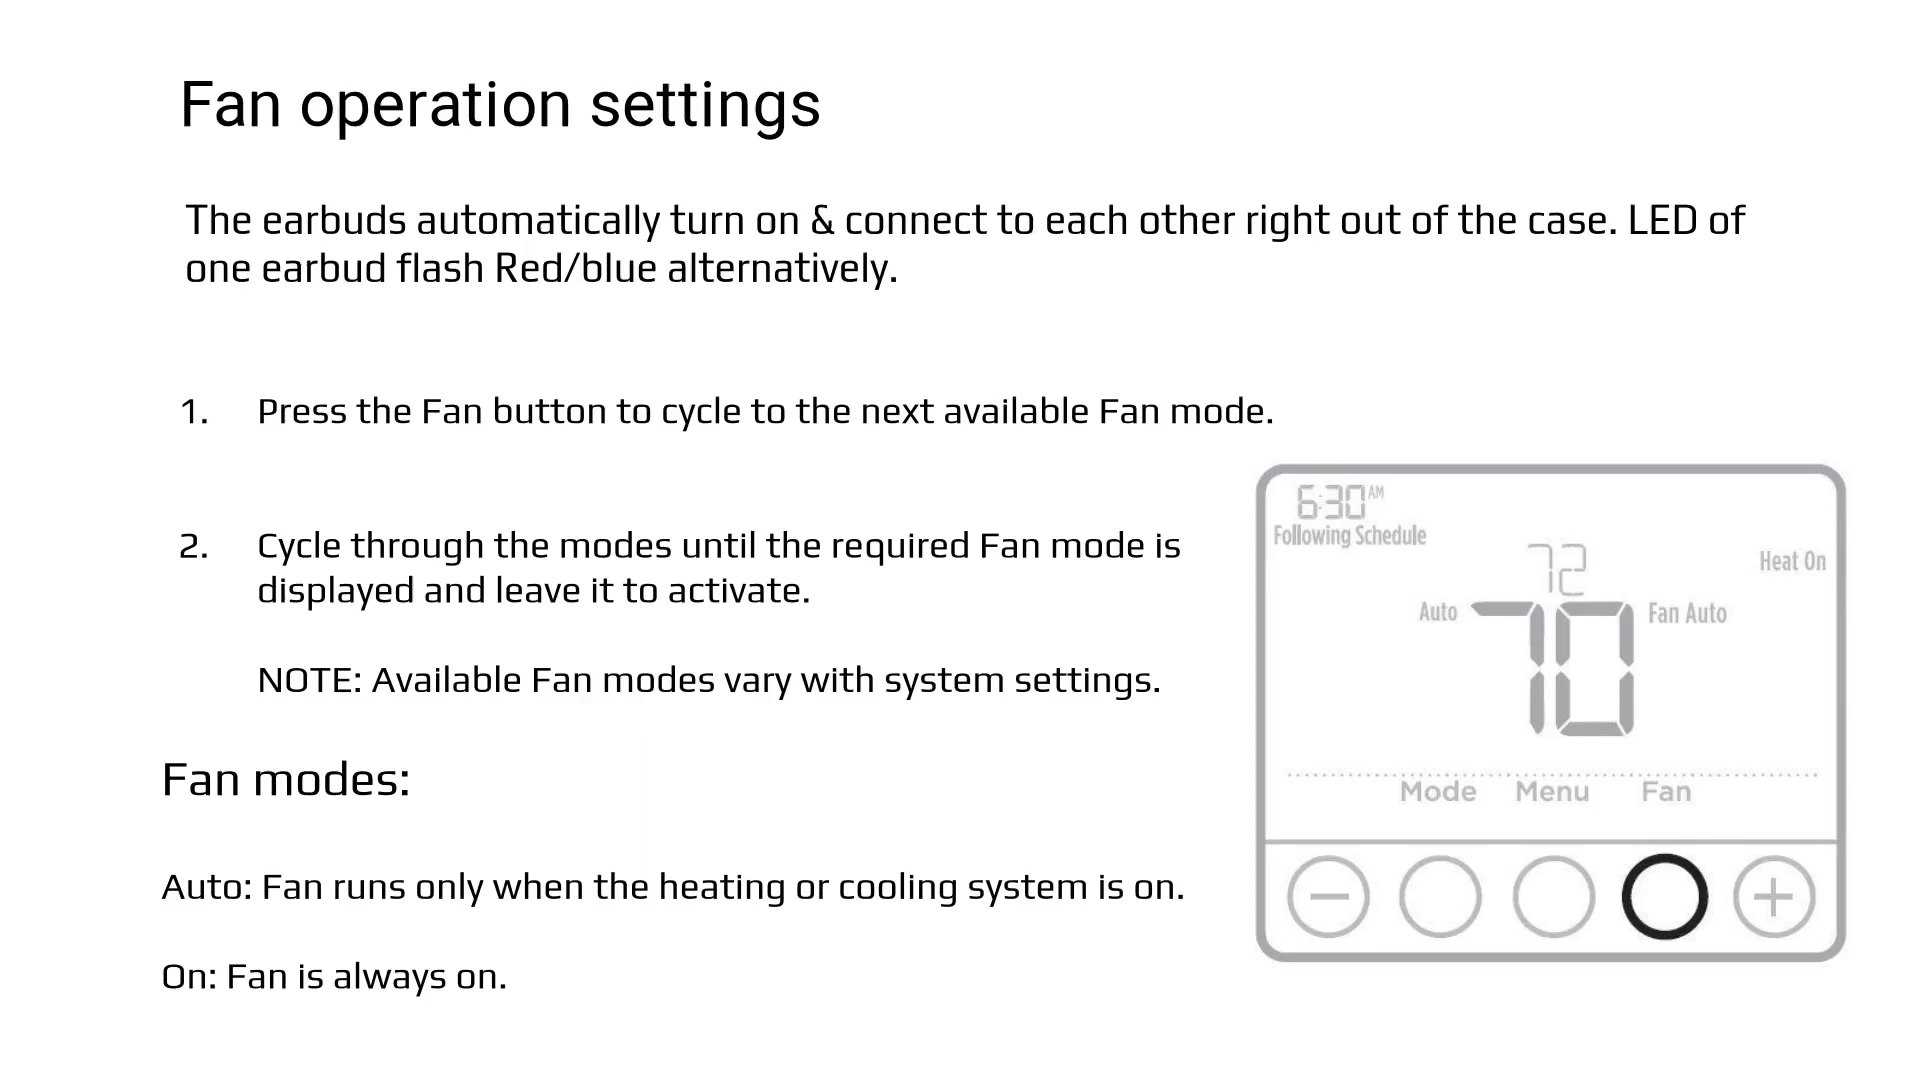 Fan operation settings
The earbuds automatically turn on & connect to each other right out of the case. LED of
one earbud flash Red/blue alternatively.
1. Press the Fan button to cycle to the next available Fan mode.
2. Cycle through the modes until the required Fan mode is
displayed and leave it to activate.
NOTE: Available Fan modes vary with system settings.
Fan modes:
Auto: Fan runs only when the heating or cooling system is on.
On: Fan is always on.
6:30 AM
Following Schedule
72
Heat On
Auto
70
Fan Auto
Mode Menu Fan
− +